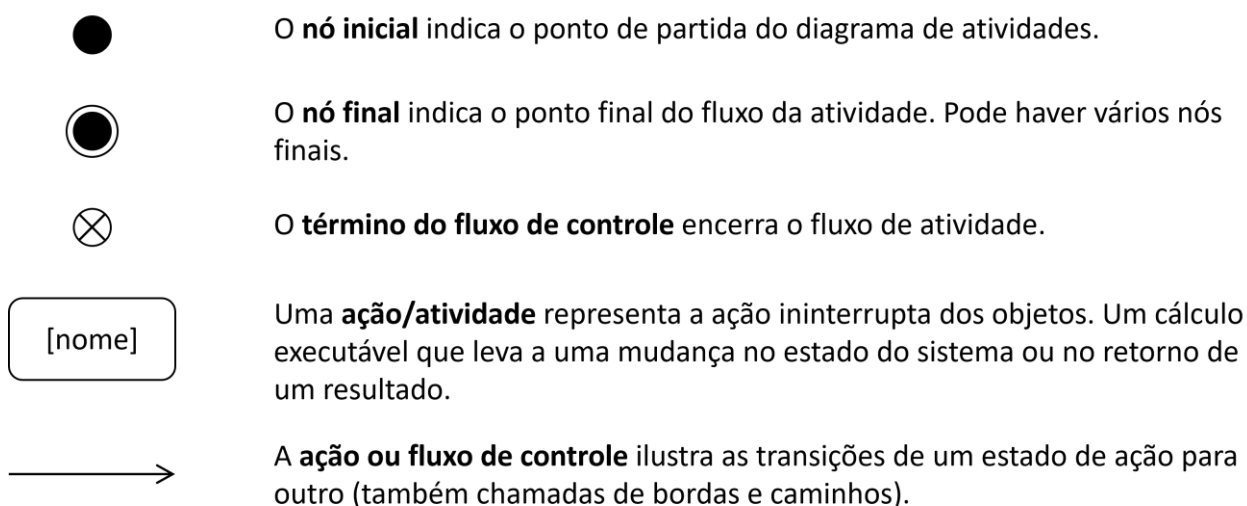 O nó inicial indica o ponto de partida do diagrama de atividades.
O nó final indica o ponto final do fluxo da atividade. Pode haver vários nós
finais.
O término do fluxo de controle encerra o fluxo de atividade.
[nome]
Uma ação/atividade representa a ação ininterrupta dos objetos. Um cálculo
executável que leva a uma mudança no estado do sistema ou no retorno de
um resultado.
A ação ou fluxo de controle ilustra as transições de um estado de ação para
outro (também chamadas de bordas e caminhos).